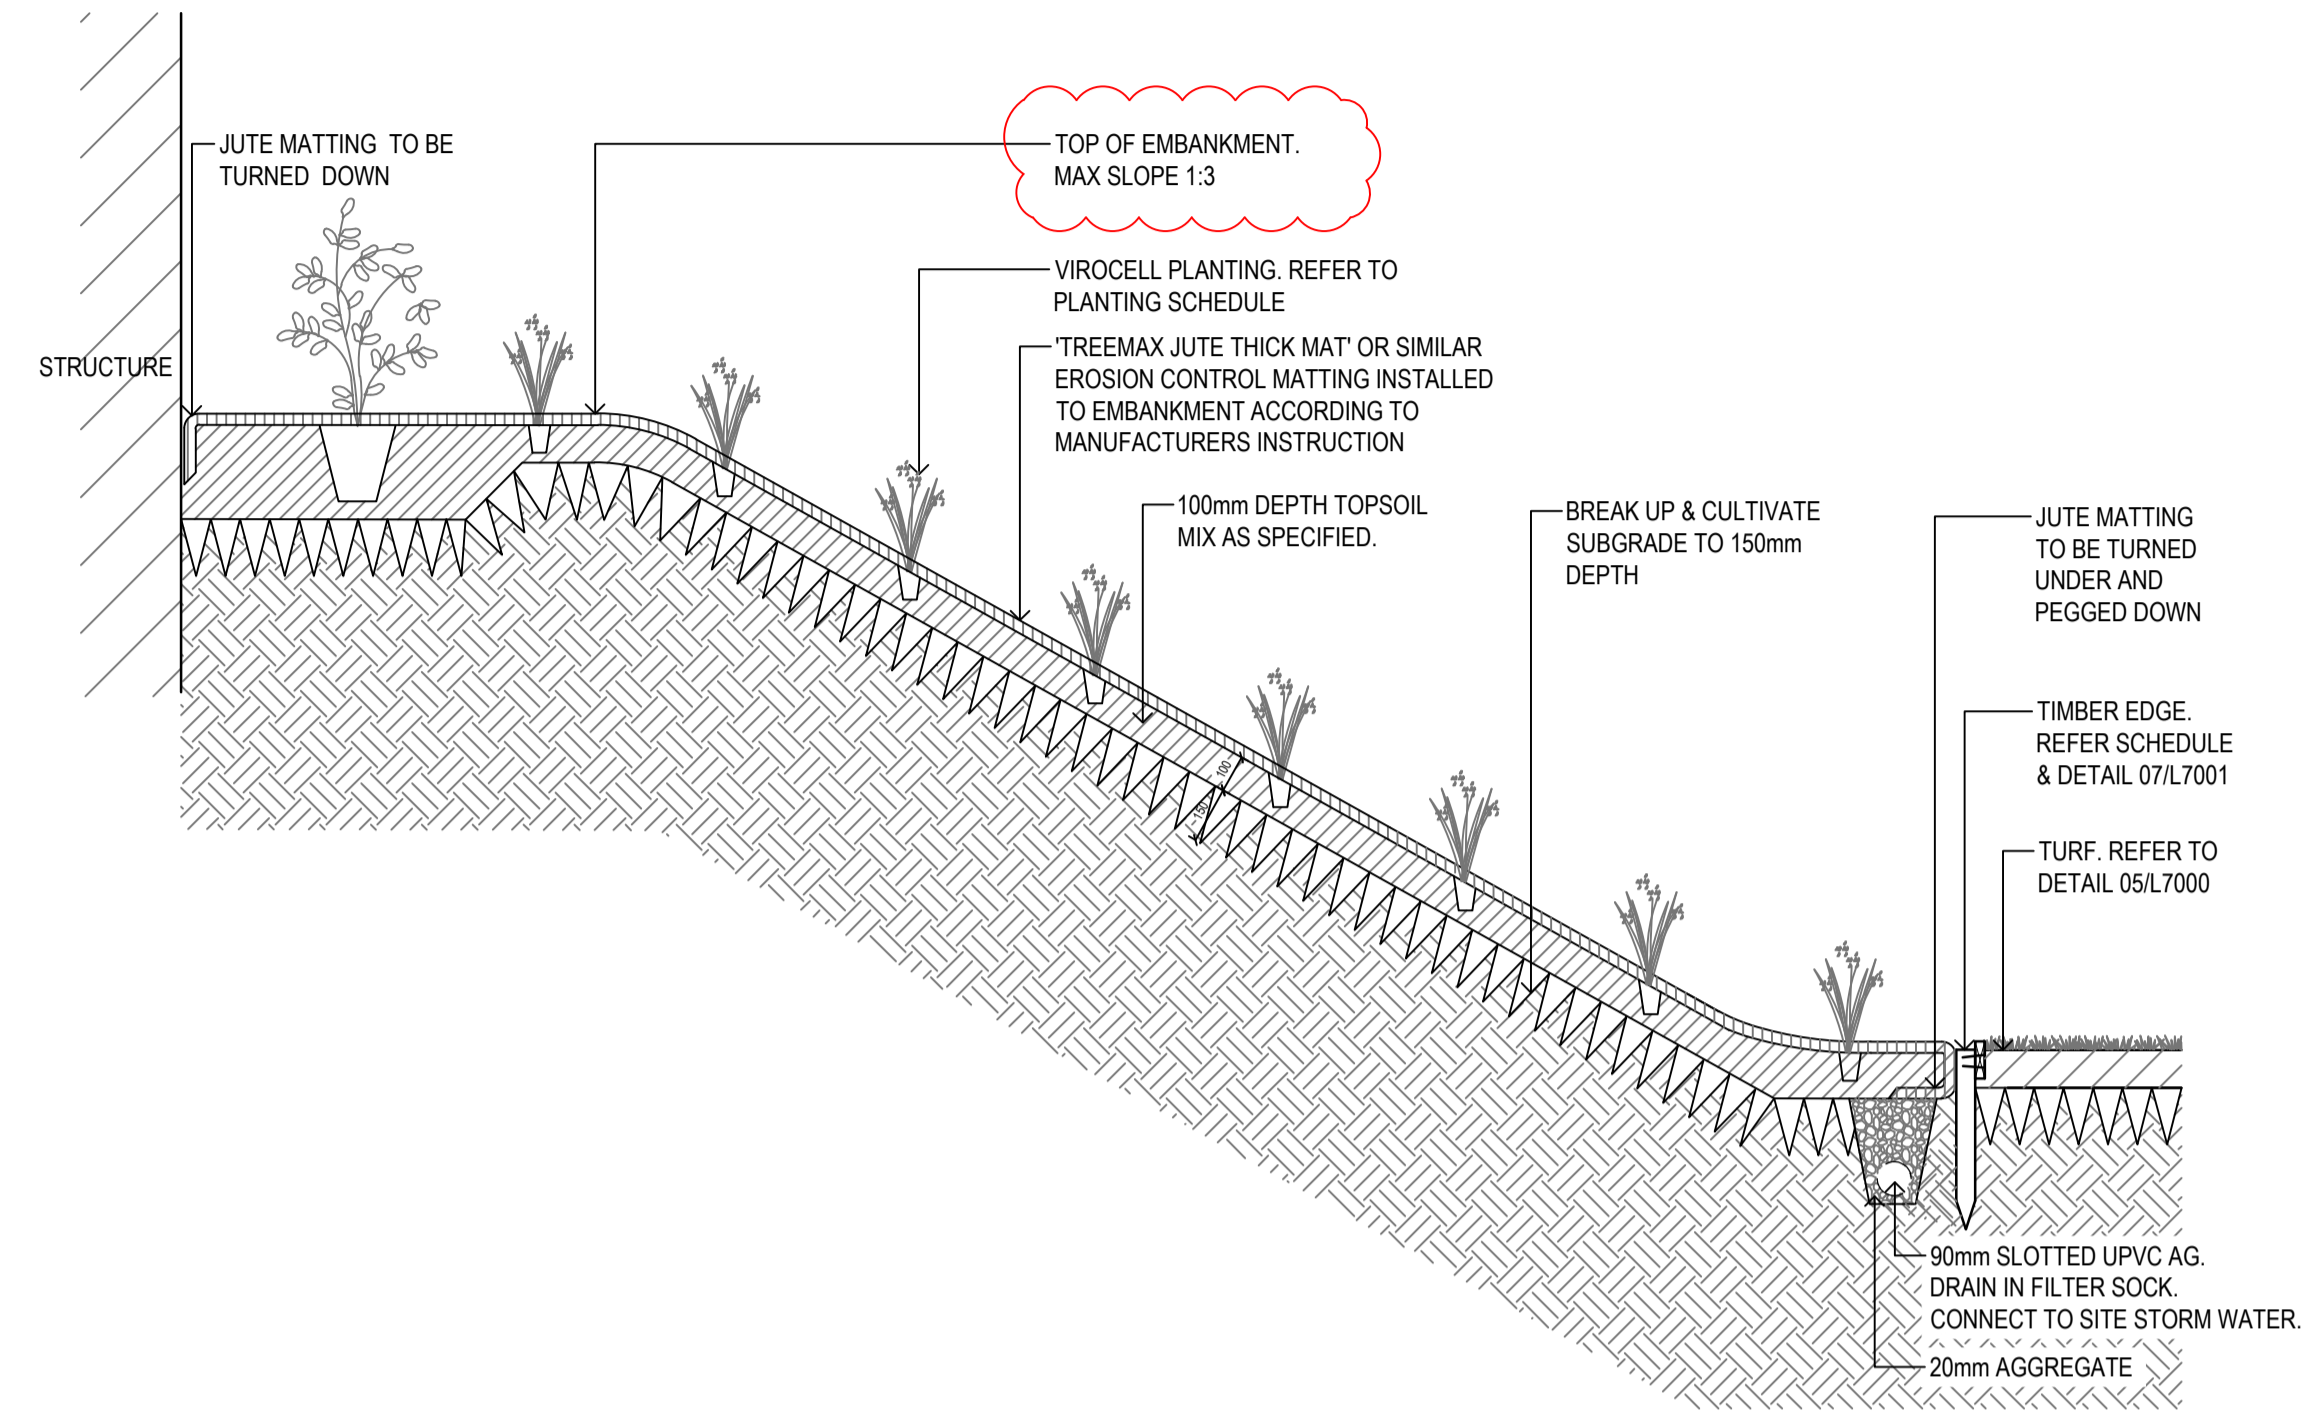 JUTE MATTING TO BE
TURNED DOWN
TOP OF EMBANKMENT.
MAX SLOPE 1:3
VIROCELL PLANTING. REFER TO
PLANTING SCHEDULE
STRUCTURE
'TREEMAX JUTE THICK MAT' OR SIMILAR
EROSION CONTROL MATTING INSTALLED
TO EMBANKMENT ACCORDING TO
MANUFACTURERS INSTRUCTION
100mm DEPTH TOPSOIL
MIX AS SPECIFIED.
BREAK UP & CULTIVATE
SUBGRADE TO 150mm
DEPTH
JUTE MATTING
TO BE TURNED
UNDER AND
PEGGED DOWN
TIMBER EDGE.
REFER SCHEDULE
& DETAIL 07/L7001
100
150
TURF. REFER TO
DETAIL 05/L7000
90mm SLOTTED UPVC AG.
DRAIN IN FILTER SOCK.
CONNECT TO SITE STORM WATER.
20mm AGGREGATE